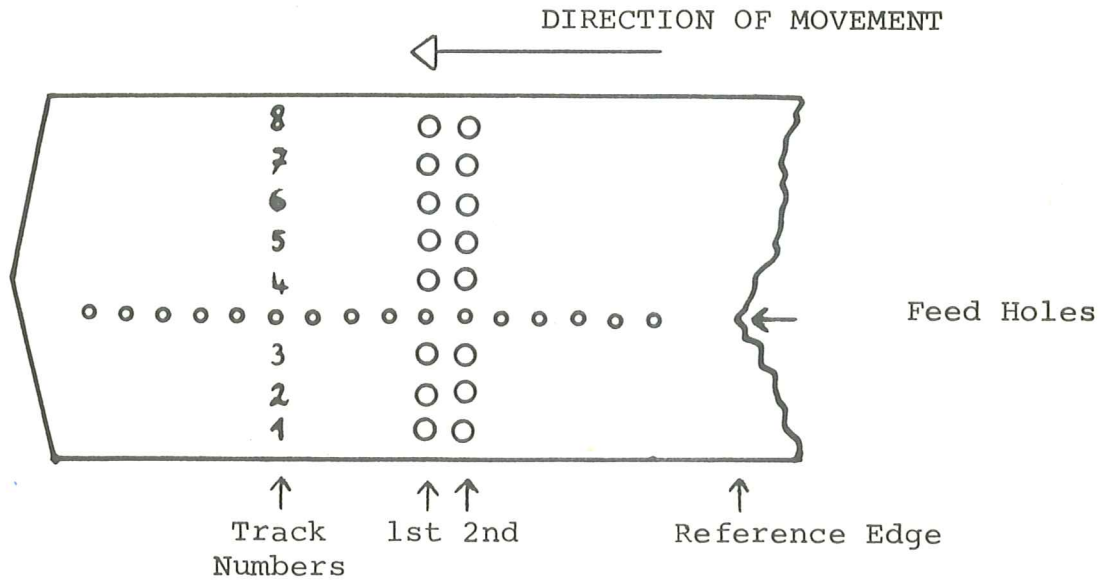 DIRECTION OF MOVEMENT
8
7
6
5
4
Feed Holes
3
2
1
Track
Numbers
1st 2nd
Reference Edge